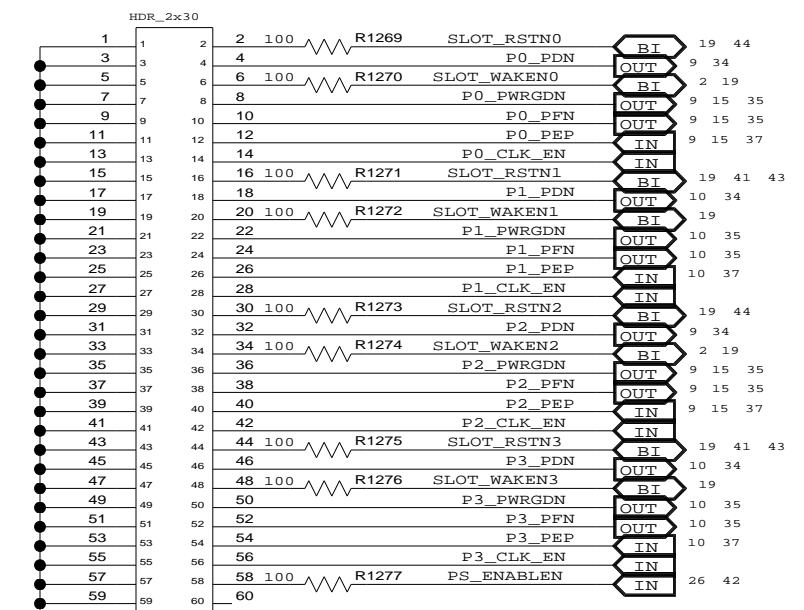 HDR_2x30
1 1 2 2 100 R1269 SLOT_RSTN0 BI 19 44
3 3 4 4 P0_PDN OUT 9 34
5 5 6 6 100 R1270 SLOT_WAKEN0 BI 2 19
7 7 8 8 P0_PWRGDN OUT 9 15 35
9 9 10 10 P0_PFN OUT 9 15 35
11 11 12 12 P0_PEP IN 9 15 37
13 13 14 14 P0_CLK_EN IN
15 15 16 16 100 R1271 SLOT_RSTN1 BI 19 41 43
17 17 18 18 P1_PDN OUT 10 34
19 19 20 20 100 R1272 SLOT_WAKEN1 BI 19
21 21 22 22 P1_PWRGDN OUT 10 35
23 23 24 24 P1_PFN OUT 10 35
25 25 26 26 P1_PEP IN 10 37
27 27 28 28 P1_CLK_EN IN
29 29 30 30 100 R1273 SLOT_RSTN2 BI 19 44
31 31 32 32 P2_PDN OUT 9 34
33 33 34 34 100 R1274 SLOT_WAKEN2 BI 2 19
35 35 36 36 P2_PWRGDN OUT 9 15 35
37 37 38 38 P2_PFN OUT 9 15 35
39 39 40 40 P2_PEP IN 9 15 37
41 41 42 42 P2_CLK_EN IN
43 43 44 44 100 R1275 SLOT_RSTN3 BI 19 41 43
45 45 46 46 P3_PDN OUT 10 34
47 47 48 48 100 R1276 SLOT_WAKEN3 BI 19
49 49 50 50 P3_PWRGDN OUT 10 35
51 51 52 52 P3_PFN OUT 10 35
53 53 54 54 P3_PEP IN 10 37
55 55 56 56 P3_CLK_EN IN
57 57 58 58 100 R1277 PS_ENABLEN IN 26 42
59 59 60 60